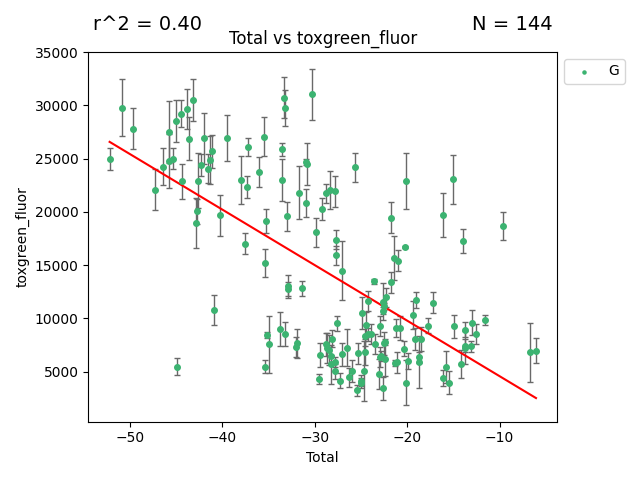 r^2 = 0.40 N = 144
Total vs toxgreen_fluor
G
35000
30000
25000
20000
15000
10000
5000
toxgreen_fluor
−50 −40 −30 −20 −10
Total